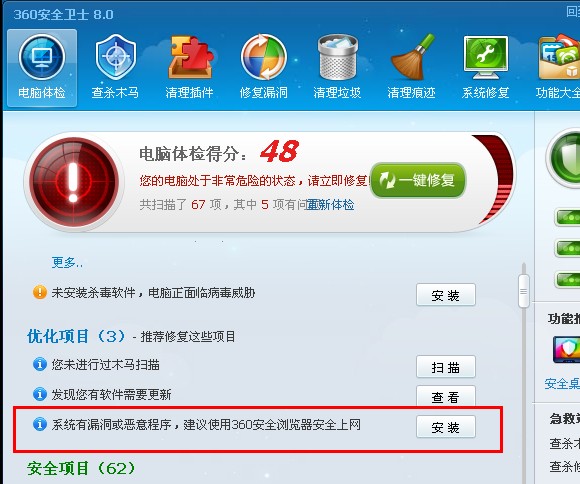 360安全卫士 8.0
电脑体检 查杀木马 清理插件 修复漏洞 清理垃圾 清理痕迹 系统修复 功能大全
电脑体检得分： 48
您的电脑处于非常危险的状态，请立即修复
一键修复
共扫描了 67 项，其中 5 项有问 重新体检
更多..
未安装杀毒软件，电脑正面临病毒威胁 安装
优化项目（3）- 推荐修复这些项目
您未进行过木马扫描 扫描
发现您有软件需要更新 查看
系统有漏洞或恶意程序，建议使用360安全浏览器安全上网 安装
安全项目（62）
功能推
安全桌
急救站
查杀木
查杀